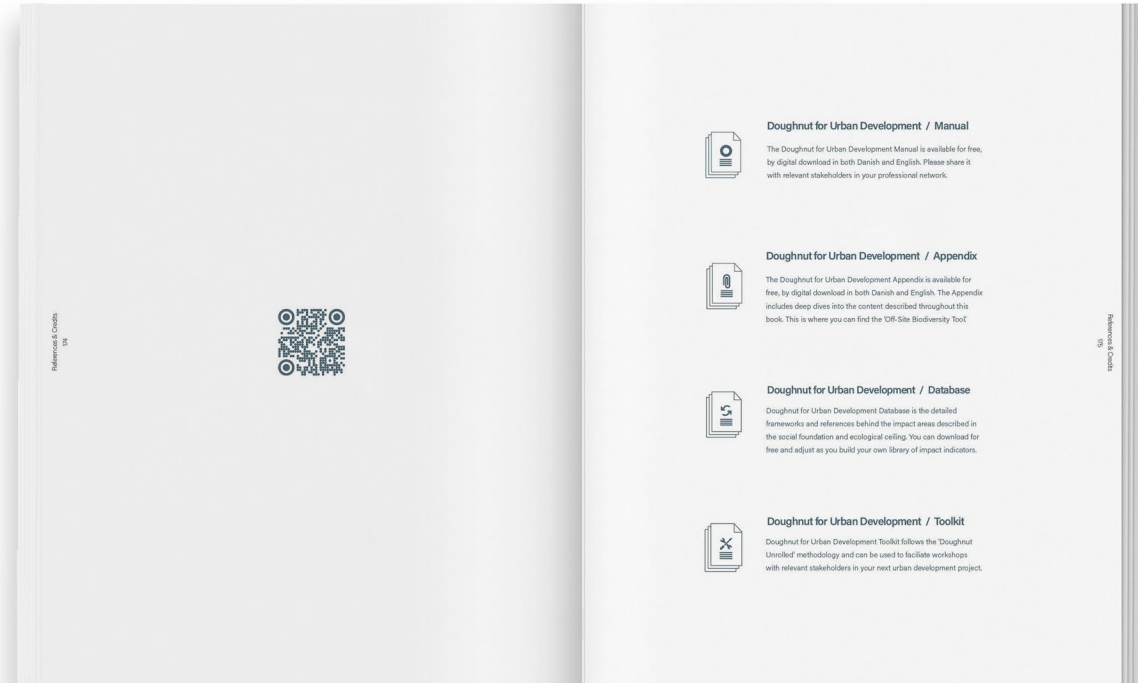 References & Credits
174
Doughnut for Urban Development / Manual
The Doughnut for Urban Development Manual is available for free,
by digital download in both Danish and English. Please share it
with relevant stakeholders in your professional network.
Doughnut for Urban Development / Appendix
The Doughnut for Urban Development Appendix is available for
free, by digital download in both Danish and English. The Appendix
includes deep dives into the content described throughout this
book. This is where you can find the 'Off-Site Biodiversity Tool'
Doughnut for Urban Development / Database
Doughnut for Urban Development Database is the detailed
frameworks and references behind the impact areas described in
the social foundation and ecological ceiling. You can download for
free and adjust as you build your own library of impact indicators.
Doughnut for Urban Development / Toolkit
Doughnut for Urban Development Toolkit follows the 'Doughnut
Unrolled' methodology and can be used to faciliate workshops
with relevant stakeholders in your next urban development project.
References & Credits
175